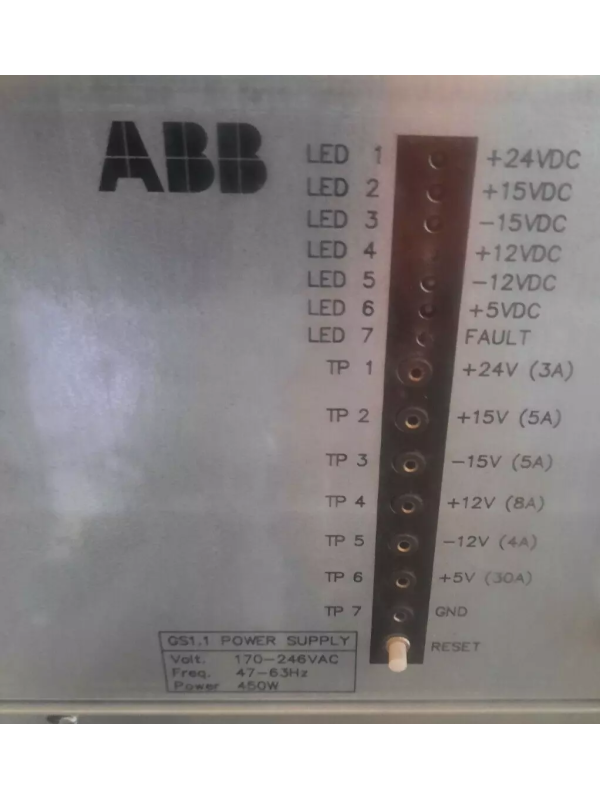 ABB
LED 1 +24VDC
LED 2 +15VDC
LED 3 -15VDC
LED 4 +12VDC
LED 5 -12VDC
LED 6 +5VDC
LED 7 FAULT
TP 1 +24V (3A)
TP 2 +15V (5A)
TP 3 -15V (5A)
TP 4 +12V (8A)
TP 5 -12V (4A)
TP 6 +5V (30A)
TP 7 GND
RESET
GS1.1 POWER SUPPLY
Volt. 170-246VAC
Freq. 47-63Hz
Power 450W